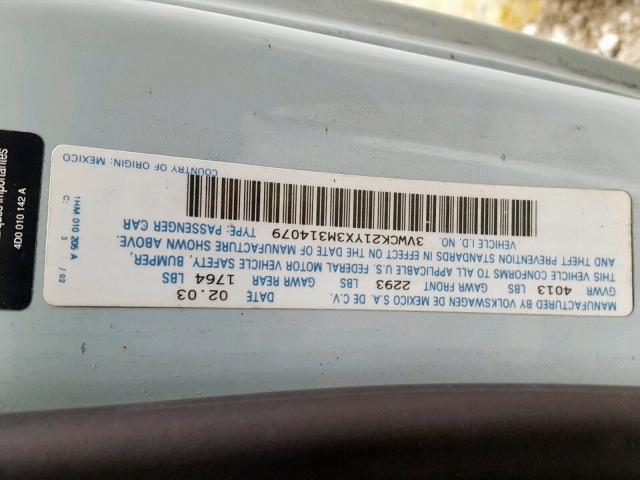 MANUFACTURED BY VOLKSWAGEN DE MEXICO S.A. DE C.V.
DATE
GVWR 4013 LBS GAWR FRONT 2293 LBS GAWR REAR 1764 LBS 02.03
THIS VEHICLE CONFORMS TO ALL APPLICABLE U.S. FEDERAL MOTOR VEHICLE SAFETY, BUMPER,
AND THEFT PREVENTION STANDARDS IN EFFECT ON THE DATE OF MANUFACTURE SHOWN ABOVE.
VEHICLE I.D. NO. TYPE: PASSENGER CAR
3VWCK21YX3M314079
COUNTRY OF ORIGIN: MEXICO
1HM 010 205 A
C: 3 / 02
Importantes
4D0 010 142 A